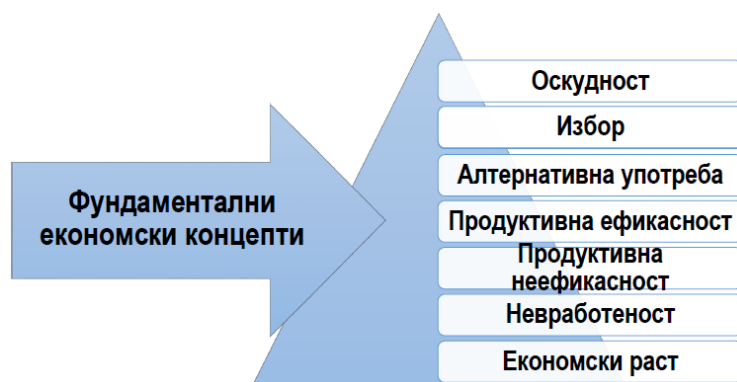 Фундаментални
економски концепти
Оскудност
Избор
Алтернативна употреба
Продуктивна ефикасност
Продуктивна
неефикасност
Невработеност
Економски раст